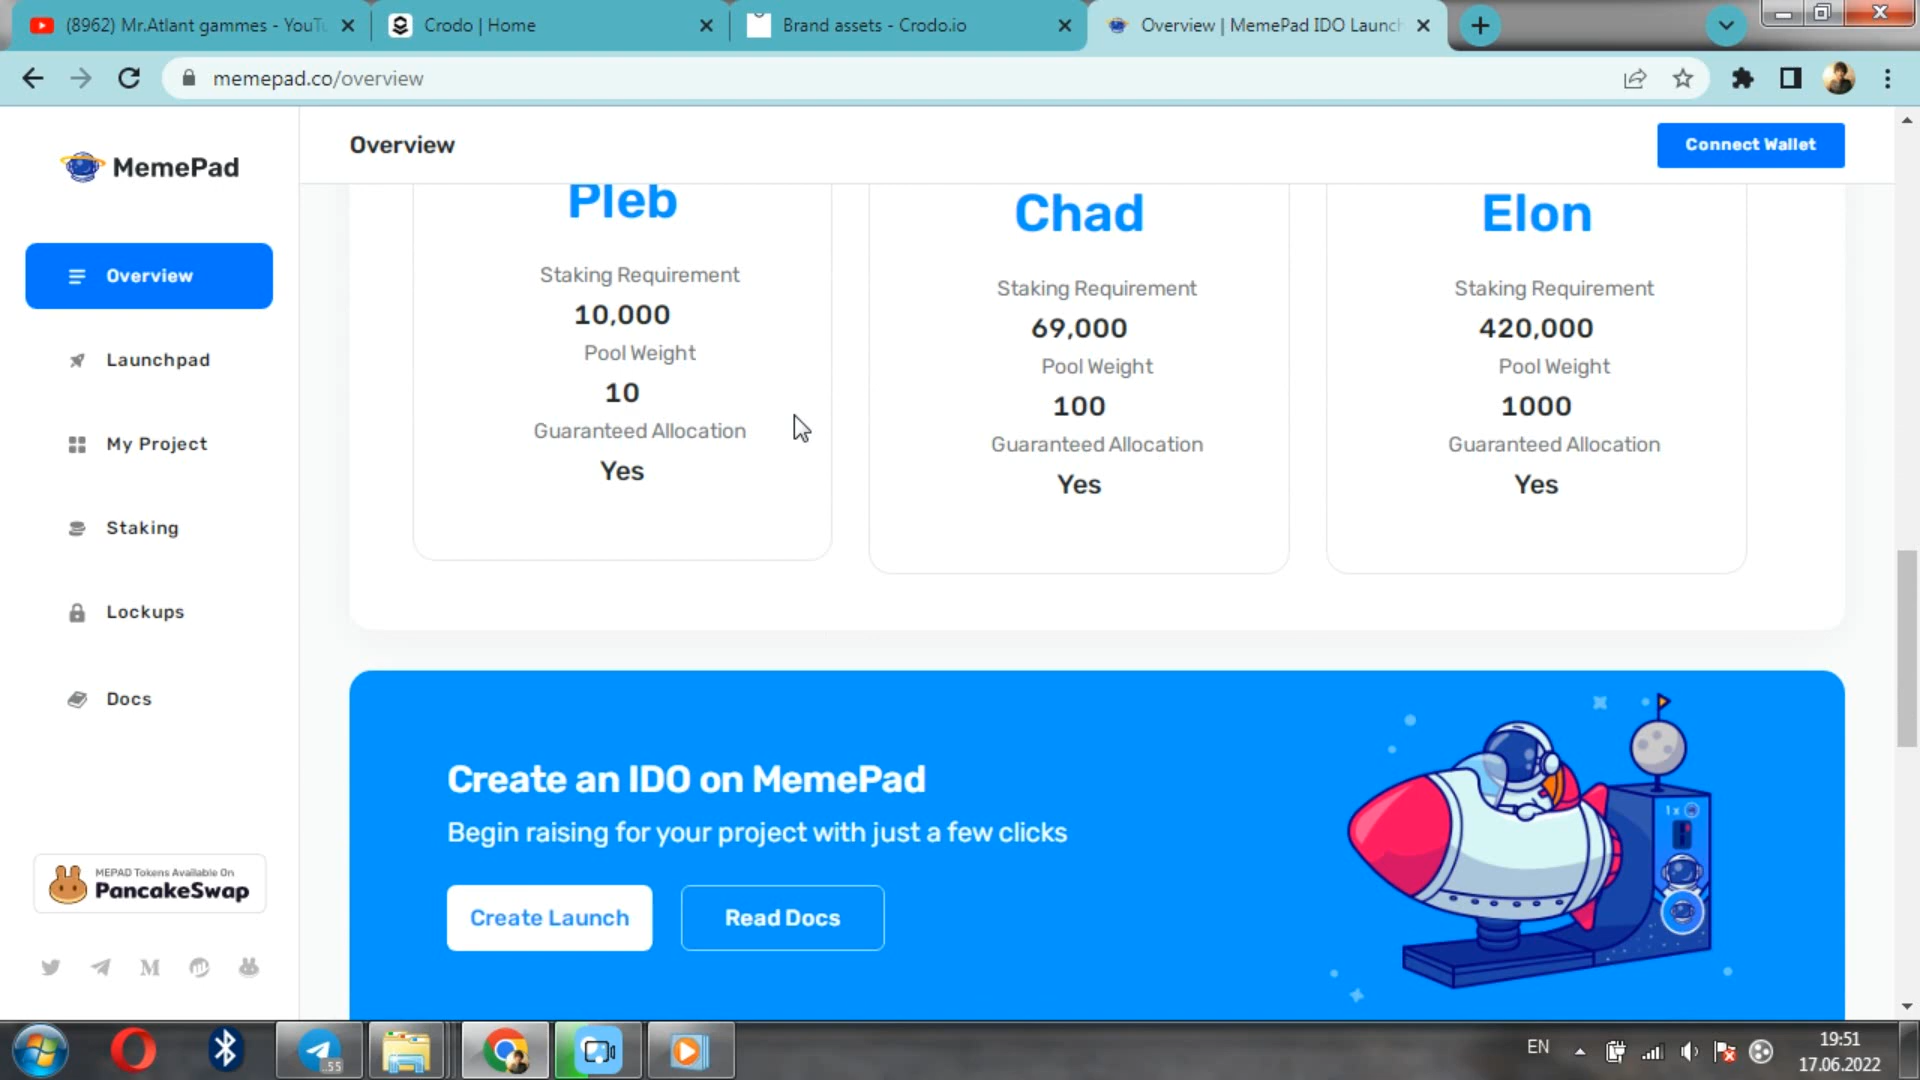 (8962) Mr.Atlant gammes - YouTu
Crodo | Home
Brand assets - Crodo.io
Overview | MemePad IDO Launch
memepad.co/overview
MemePad
Overview
Connect Wallet
Overview
Launchpad
My Project
Staking
Lockups
Docs
MEPAD Tokens Available On
PancakeSwap
Pleb
Staking Requirement
10,000
Pool Weight
10
Guaranteed Allocation
Yes
Chad
Staking Requirement
69,000
Pool Weight
100
Guaranteed Allocation
Yes
Elon
Staking Requirement
420,000
Pool Weight
1000
Guaranteed Allocation
Yes
Create an IDO on MemePad
Begin raising for your project with just a few clicks
Create Launch
Read Docs
1x
..55
EN
19:51
17.06.2022